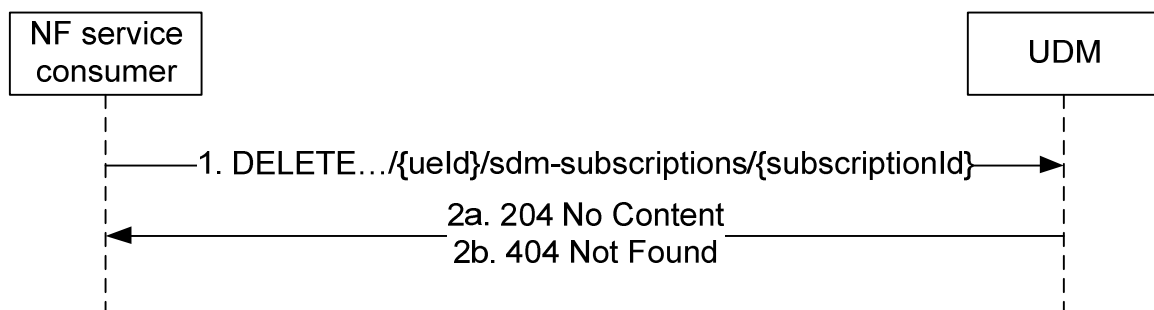 NF service
consumer
UDM
1. DELETE…/{ueId}/sdm-subscriptions/{subscriptionId}
2a. 204 No Content
2b. 404 Not Found